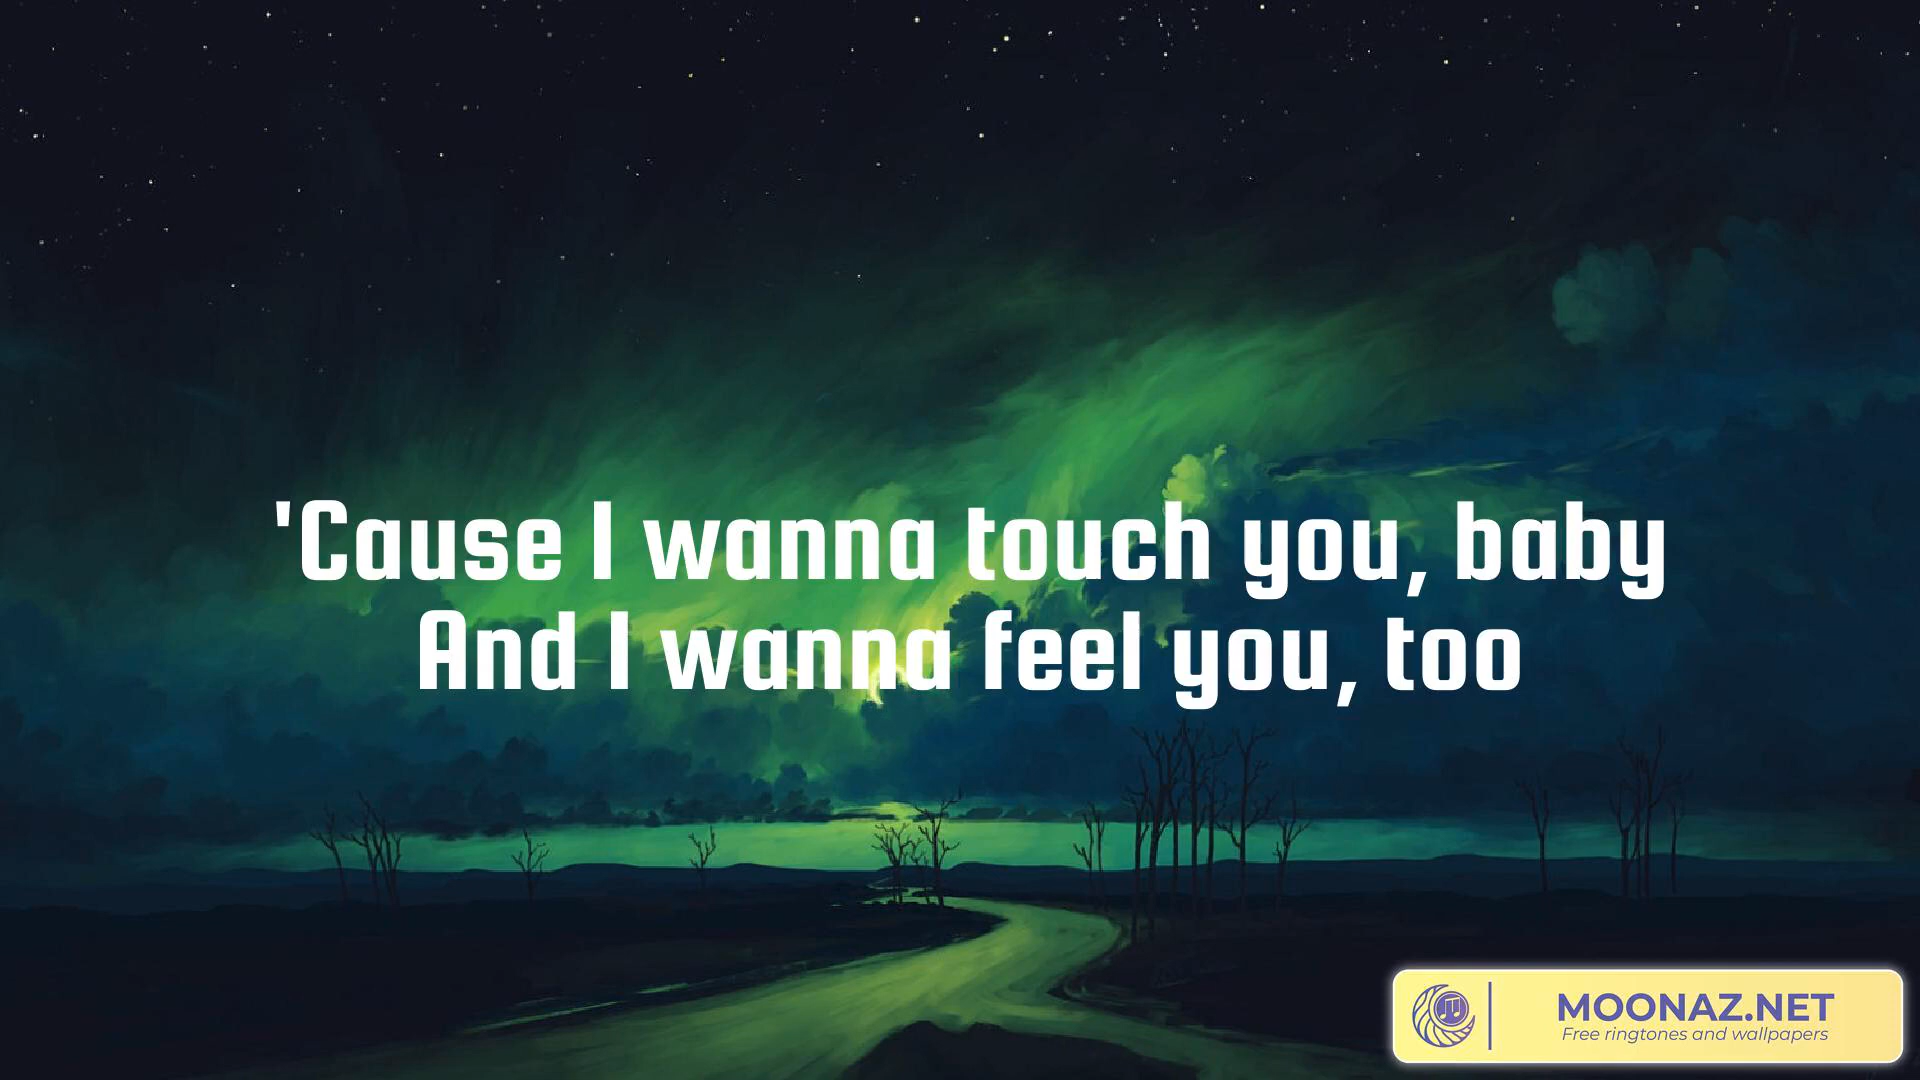 'Cause I wanna touch you, baby
And I wanna feel you, too
MOONAZ.NET
Free ringtones and wallpapers